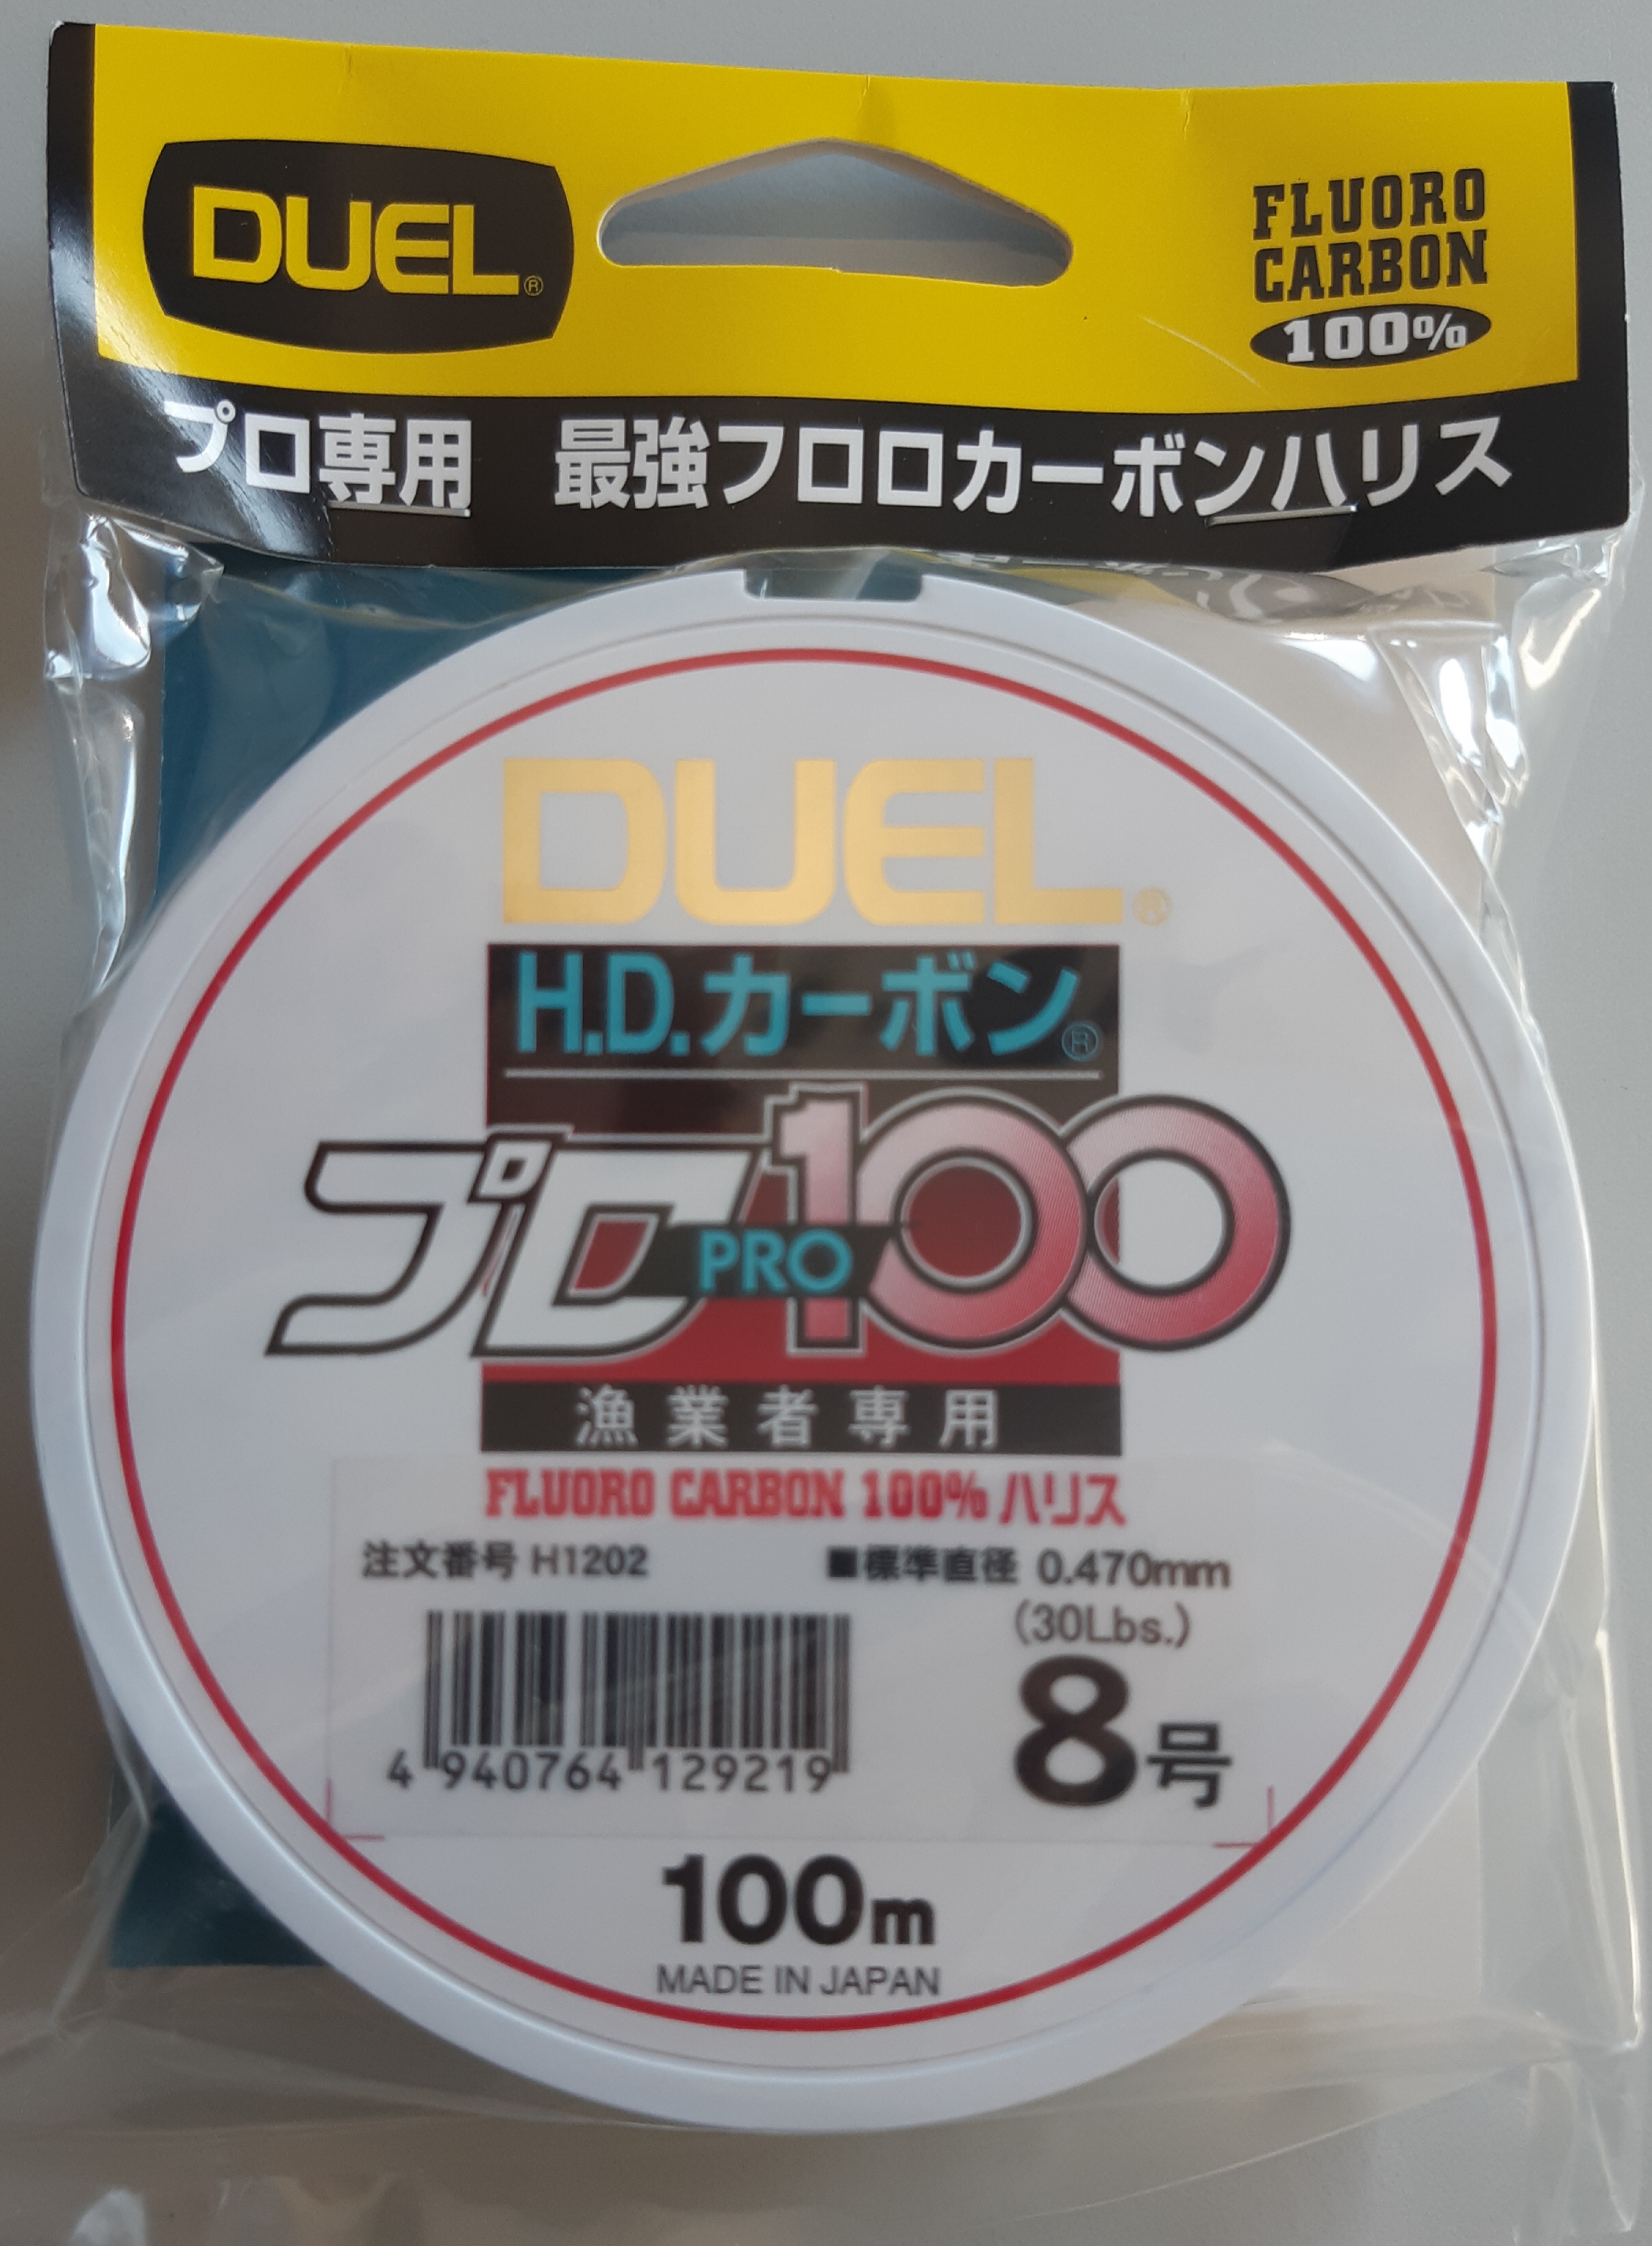 DUEL®
FLUORO
CARBON
100%
プロ専用 最強フロロカーボンハリス
DUEL®
H.D.カーボン®
プロ100
PRO
漁業者専用
FLUORO CARBON 100% ハリス
注文番号 H1202
■標準直径 0.470mm
(30Lbs.)
8号
4 940764 129219
100m
MADE IN JAPAN